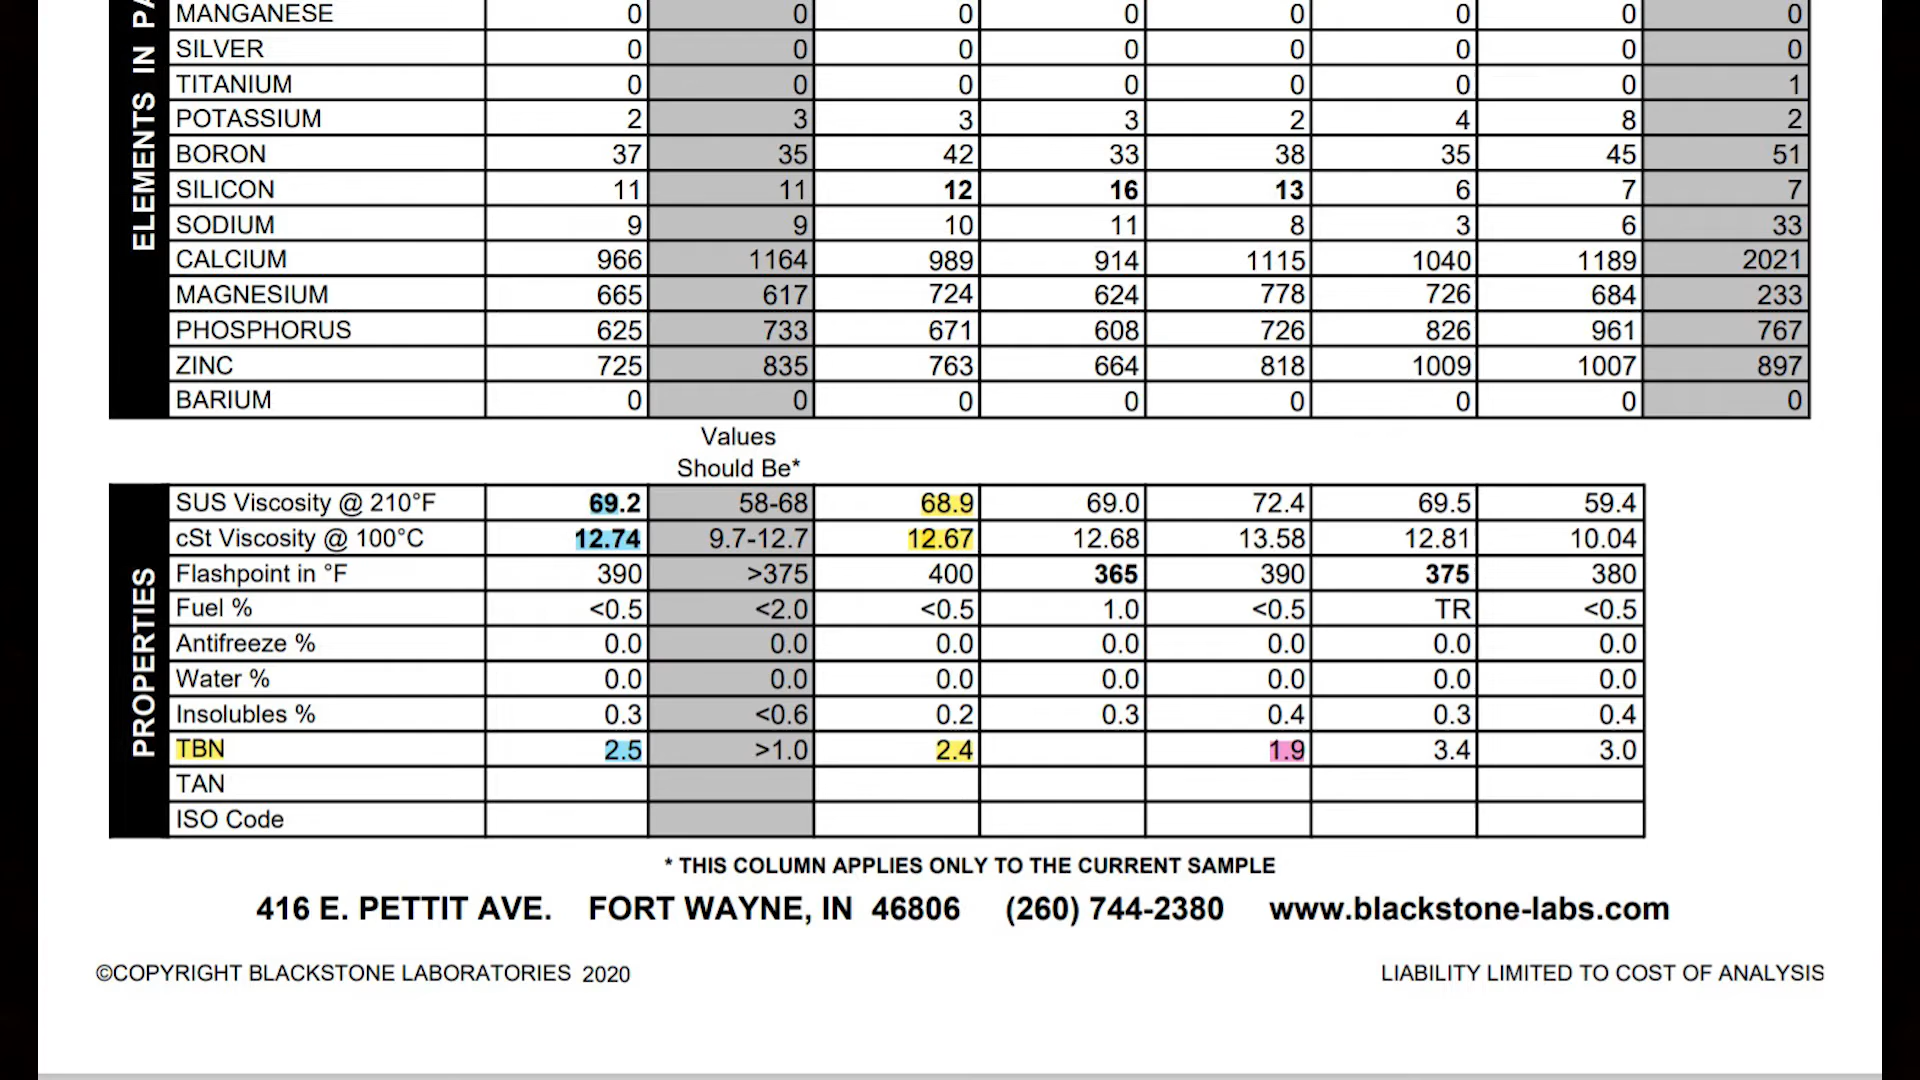 ELEMENTS IN PA
MANGANESE 0 0 0 0 0 0 0 0
SILVER 0 0 0 0 0 0 0 0
TITANIUM 0 0 0 0 0 0 0 1
POTASSIUM 2 3 3 3 2 4 8 2
BORON 37 35 42 33 38 35 45 51
SILICON 11 11 12 16 13 6 7 7
SODIUM 9 9 10 11 8 3 6 33
CALCIUM 966 1164 989 914 1115 1040 1189 2021
MAGNESIUM 665 617 724 624 778 726 684 233
PHOSPHORUS 625 733 671 608 726 826 961 767
ZINC 725 835 763 664 818 1009 1007 897
BARIUM 0 0 0 0 0 0 0 0
Values
Should Be*
PROPERTIES
SUS Viscosity @ 210°F 69.2 58-68 68.9 69.0 72.4 69.5 59.4
cSt Viscosity @ 100°C 12.74 9.7-12.7 12.67 12.68 13.58 12.81 10.04
Flashpoint in °F 390 >375 400 365 390 375 380
Fuel % <0.5 <2.0 <0.5 1.0 <0.5 TR <0.5
Antifreeze % 0.0 0.0 0.0 0.0 0.0 0.0 0.0
Water % 0.0 0.0 0.0 0.0 0.0 0.0 0.0
Insolubles % 0.3 <0.6 0.2 0.3 0.4 0.3 0.4
TBN 2.5 >1.0 2.4 1.9 3.4 3.0
TAN
ISO Code
* THIS COLUMN APPLIES ONLY TO THE CURRENT SAMPLE
416 E. PETTIT AVE. FORT WAYNE, IN 46806 (260) 744-2380 www.blackstone-labs.com
©COPYRIGHT BLACKSTONE LABORATORIES 2020 LIABILITY LIMITED TO COST OF ANALYSIS